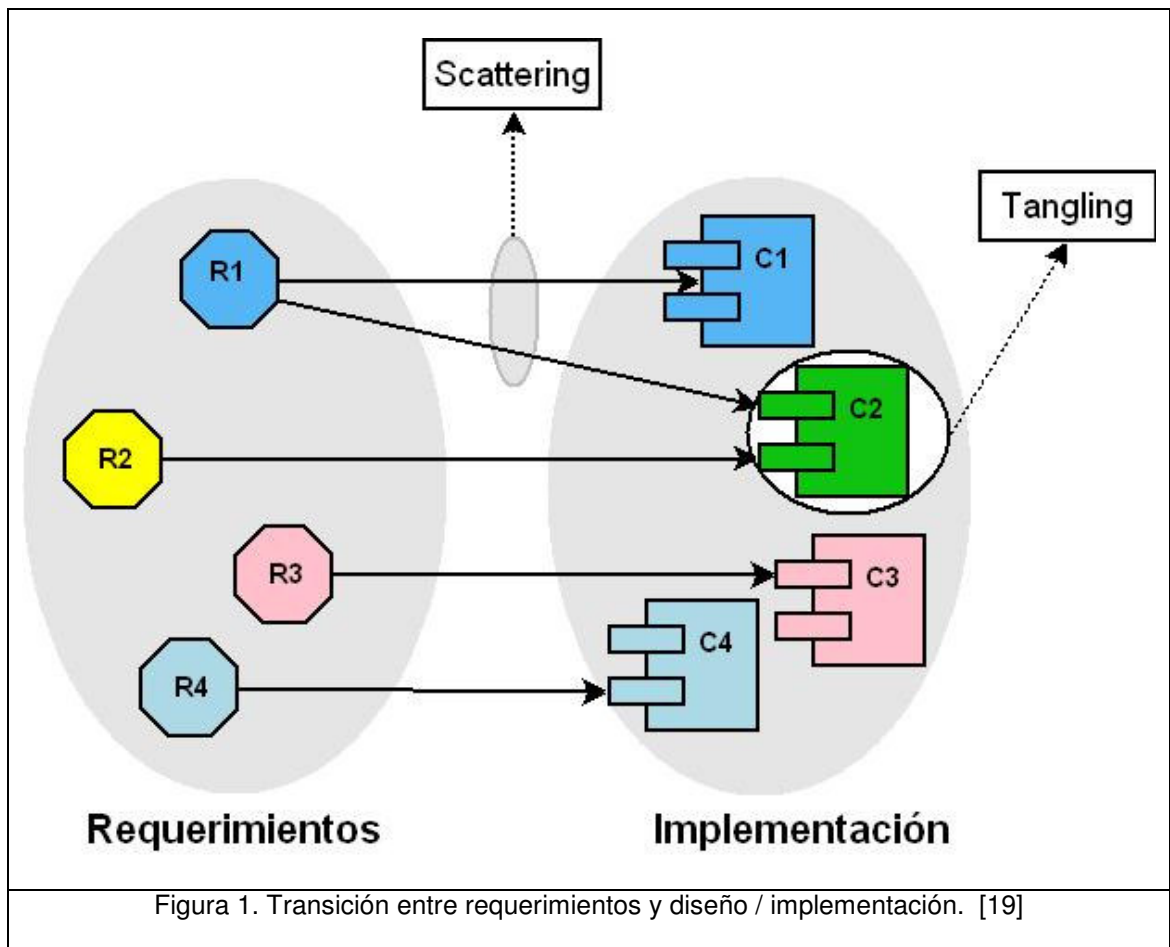 Scattering
Tangling
R1
C1
C2
R2
R3
C3
C4
R4
Requerimientos
Implementación
Figura 1. Transición entre requerimientos y diseño / implementación. [19]